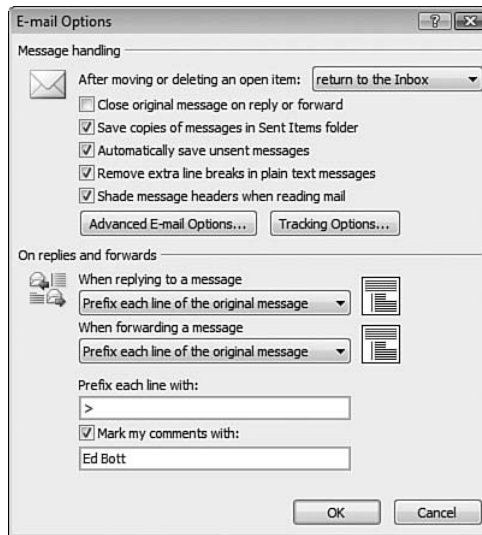 E-mail Options
Message handling
After moving or deleting an open item: return to the Inbox
Close original message on reply or forward
Save copies of messages in Sent Items folder
Automatically save unsent messages
Remove extra line breaks in plain text messages
Shade message headers when reading mail
Advanced E-mail Options... Tracking Options...
On replies and forwards
When replying to a message
Prefix each line of the original message
When forwarding a message
Prefix each line of the original message
Prefix each line with:
>
Mark my comments with:
Ed Bott
OK Cancel